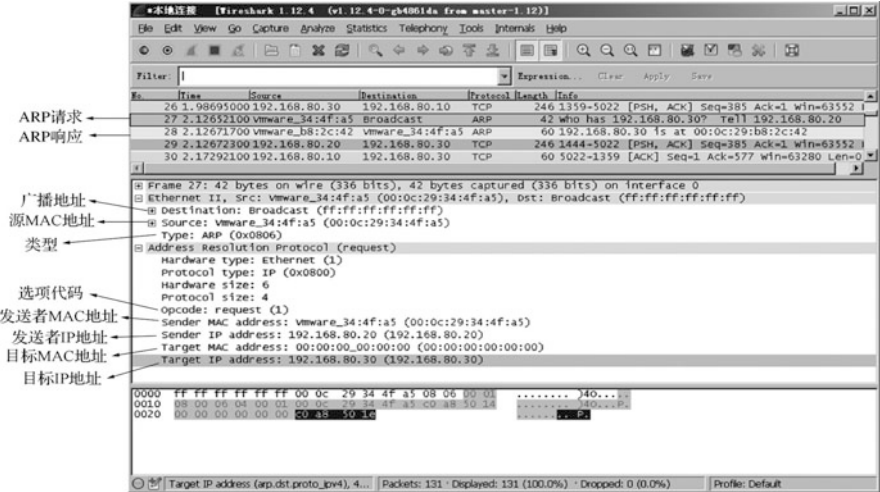 *本地连接 [Wireshark 1.12.4 (v1.12.4-0-gb4861da from master-1.12)]
File Edit View Go Capture Analyze Statistics Telephony Tools Internals Help
Filter: Expression... Clear Apply Save
No. Time Source Destination Protocol Length Info
26 1.98695000 192.168.80.30 192.168.80.10 TCP 246 1359→5022 [PSH, ACK] Seq=385 Ack=1 Win=63552
ARP请求
27 2.12652100 Vmware_34:4f:a5 Broadcast ARP 42 Who has 192.168.80.30? Tell 192.168.80.20
ARP响应
28 2.12671700 Vmware_b8:2c:42 Vmware_34:4f:a5 ARP 60 192.168.80.30 is at 00:0c:29:b8:2c:42
29 2.12672300 192.168.80.20 192.168.80.30 TCP 246 1444→5022 [PSH, ACK] Seq=385 Ack=1 Win=63552
30 2.17292100 192.168.80.10 192.168.80.30 TCP 60 5022→1359 [ACK] Seq=1 Ack=577 Win=63280 Len=0
Frame 27: 42 bytes on wire (336 bits), 42 bytes captured (336 bits) on interface 0
Ethernet II, Src: Vmware_34:4f:a5 (00:0c:29:34:4f:a5), Dst: Broadcast (ff:ff:ff:ff:ff:ff)
广播地址
Destination: Broadcast (ff:ff:ff:ff:ff:ff)
源MAC地址
Source: Vmware_34:4f:a5 (00:0c:29:34:4f:a5)
类型
Type: ARP (0x0806)
Address Resolution Protocol (request)
Hardware type: Ethernet (1)
Protocol type: IP (0x0800)
Hardware size: 6
Protocol size: 4
选项代码
Opcode: request (1)
发送者MAC地址
Sender MAC address: Vmware_34:4f:a5 (00:0c:29:34:4f:a5)
发送者IP地址
Sender IP address: 192.168.80.20 (192.168.80.20)
目标MAC地址
Target MAC address: 00:00:00_00:00:00 (00:00:00:00:00:00)
目标IP地址
Target IP address: 192.168.80.30 (192.168.80.30)
0000 ff ff ff ff ff ff 00 0c 29 34 4f a5 08 06 00 01 ........ )4O.....
0010 08 00 06 04 00 01 00 0c 29 34 4f a5 c0 a8 50 14 ........ )4O...P.
0020 00 00 00 00 00 00 c0 a8 50 1e ........ P.
Target IP address (arp.dst.proto_ipv4), 4... Packets: 131 · Displayed: 131 (100.0%) · Dropped: 0 (0.0%) Profile: Default